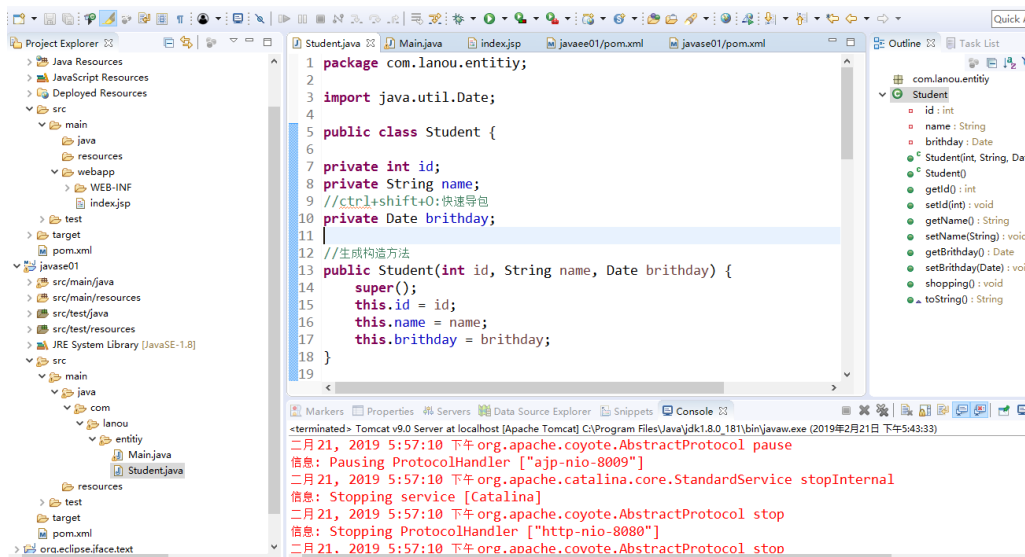 Quick A
Project Explorer
Java Resources
JavaScript Resources
Deployed Resources
src
main
java
resources
webapp
WEB-INF
index.jsp
test
target
pom.xml
javase01
src/main/java
src/main/resources
src/test/java
src/test/resources
JRE System Library [JavaSE-1.8]
src
main
java
com
lanou
entitiy
Main.java
Student.java
resources
test
target
pom.xml
org.eclipse.jface.text
Student.java Main.java index.jsp javaee01/pom.xml javase01/pom.xml
1 package com.lanou.entitiy;
2
3 import java.util.Date;
4
5 public class Student {
6
7 private int id;
8 private String name;
9 //ctrl+shift+O:快速导包
10 private Date brithday;
11
12 //生成构造方法
13 public Student(int id, String name, Date brithday) {
14 super();
15 this.id = id;
16 this.name = name;
17 this.brithday = brithday;
18 }
19
Outline Task List
com.lanou.entitiy
Student
id : int
name : String
brithday : Date
Student(int, String, Da
Student()
getId() : int
setId(int) : void
getName() : String
setName(String) : voic
getBrithday() : Date
setBrithday(Date) : voi
shopping() : void
toString() : String
Markers Properties Servers Data Source Explorer Snippets Console
<terminated> Tomcat v9.0 Server at localhost [Apache Tomcat] C:\Program Files\Java\jdk1.8.0_181\bin\javaw.exe (2019年2月21日 下午5:43:33)
二月 21, 2019 5:57:10 下午 org.apache.coyote.AbstractProtocol pause
信息: Pausing ProtocolHandler ["ajp-nio-8009"]
二月 21, 2019 5:57:10 下午 org.apache.catalina.core.StandardService stopInternal
信息: Stopping service [Catalina]
二月 21, 2019 5:57:10 下午 org.apache.coyote.AbstractProtocol stop
信息: Stopping ProtocolHandler ["http-nio-8080"]
二月 21, 2019 5:57:10 下午 org.apache.coyote.AbstractProtocol stop